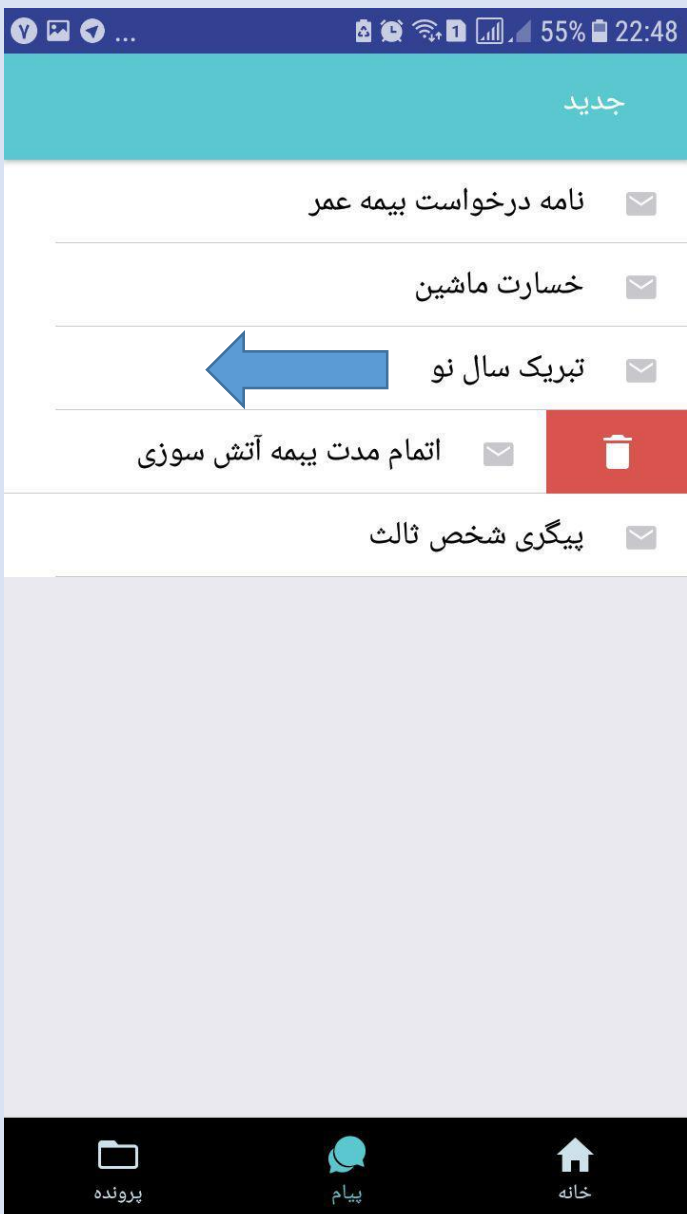 ... 55% 22:48
جدید
نامه درخواست بیمه عمر
خسارت ماشین
تبریک سال نو
اتمام مدت یبمه آتش سوزی
پیگری شخص ثالث
خانه
پیام
پرونده